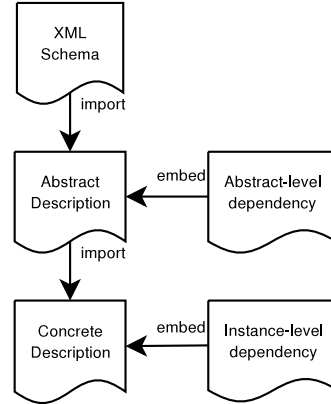 XML
Schema
import
Abstract
Description
embed
Abstract-level
dependency
import
Concrete
Description
embed
Instance-level
dependency